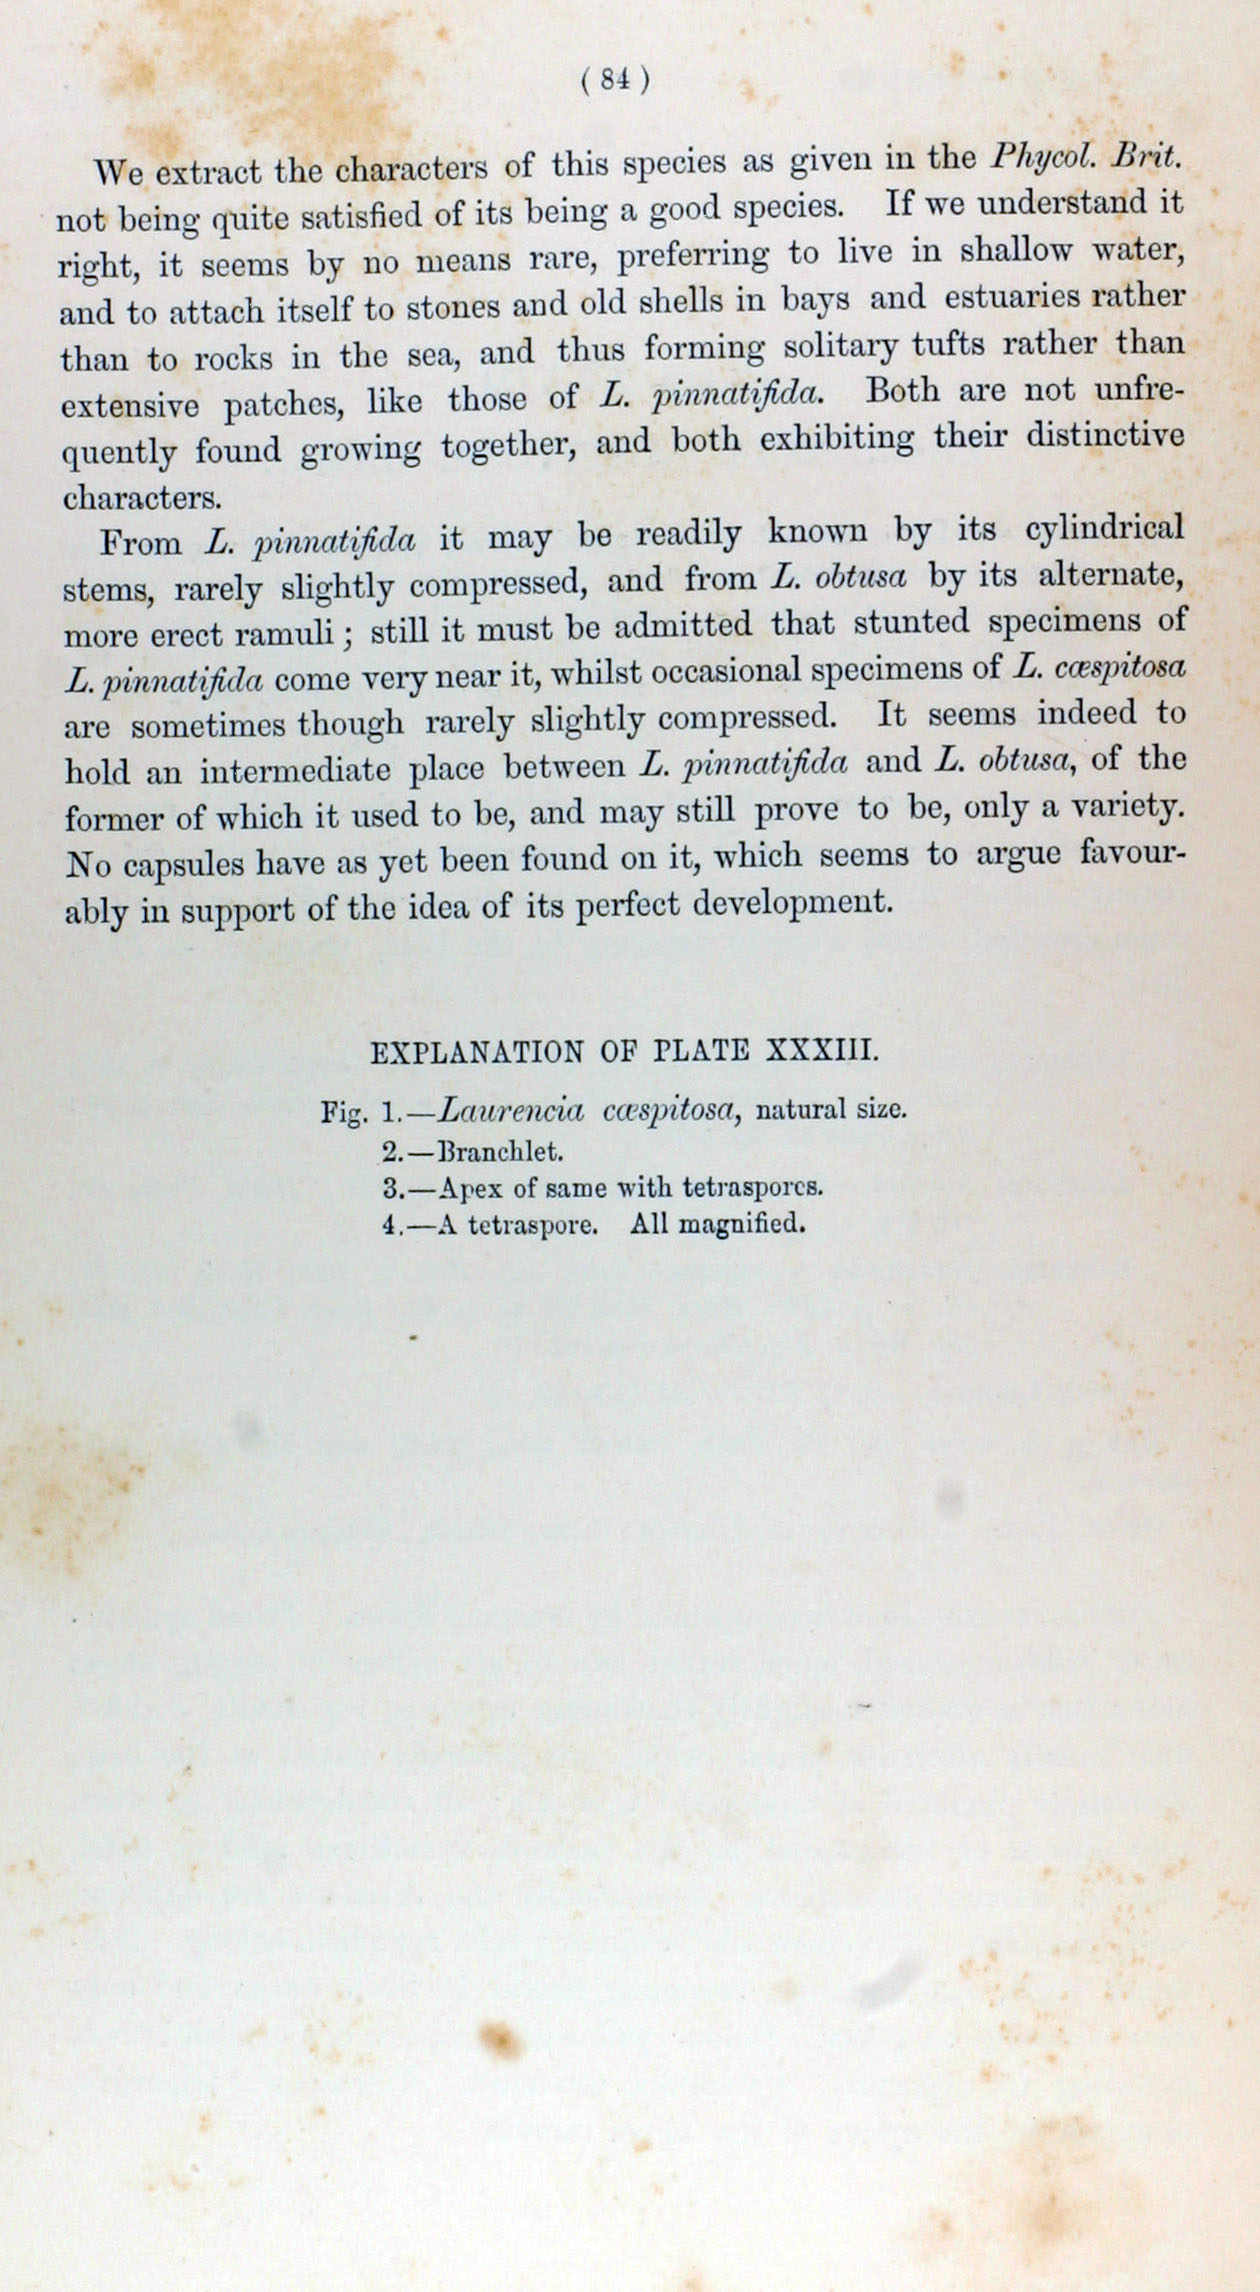 ( 84 )
We extract the characters of this species as given in the Phycol. Brit.
not being quite satisfied of its being a good species. If we understand it
right, it seems by no means rare, preferring to live in shallow water,
and to attach itself to stones and old shells in bays and estuaries rather
than to rocks in the sea, and thus forming solitary tufts rather than
extensive patches, like those of L. pinnatifida. Both are not unfre-
quently found growing together, and both exhibiting their distinctive
characters.
From L. pinnatifida it may be readily known by its cylindrical
stems, rarely slightly compressed, and from L. obtusa by its alternate,
more erect ramuli ; still it must be admitted that stunted specimens of
L. pinnatifida come very near it, whilst occasional specimens of L. cæspitosa
are sometimes though rarely slightly compressed. It seems indeed to
hold an intermediate place between L. pinnatifida and L. obtusa, of the
former of which it used to be, and may still prove to be, only a variety.
No capsules have as yet been found on it, which seems to argue favour-
ably in support of the idea of its perfect development.
EXPLANATION OF PLATE XXXIII.
Fig. 1.—Laurencia cæspitosa, natural size.
2.—Branchlet.
3.—Apex of same with tetraspores.
4.—A tetraspore. All magnified.